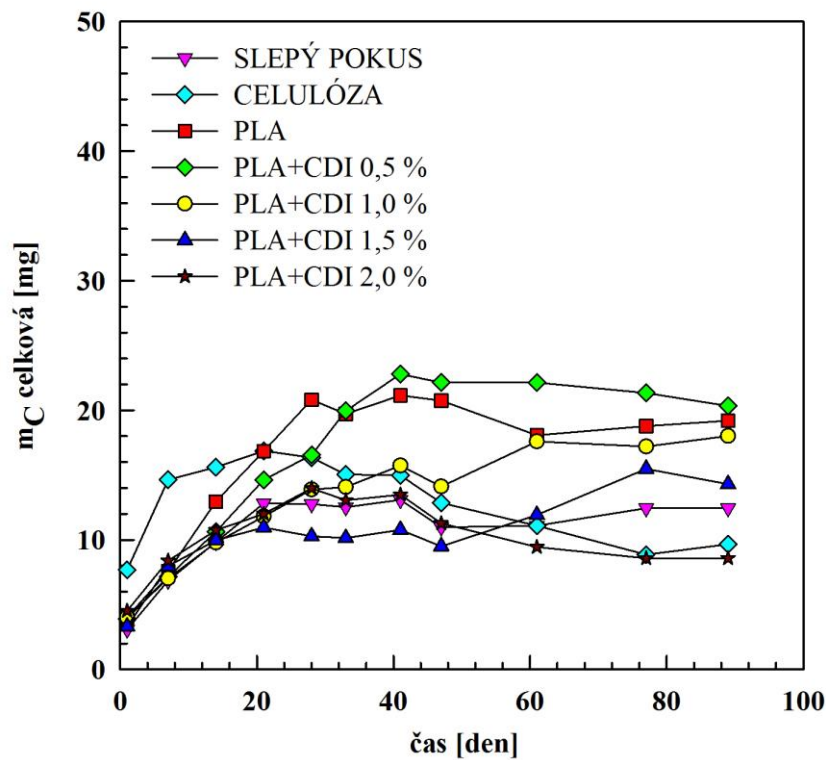 50
SLEPÝ POKUS
CELULÓZA
PLA
40
PLA+CDI 0,5 %
PLA+CDI 1,0 %
PLA+CDI 1,5 %
PLA+CDI 2,0 %
30
20
10
0
mC celková [mg]
0 20 40 60 80 100
čas [den]